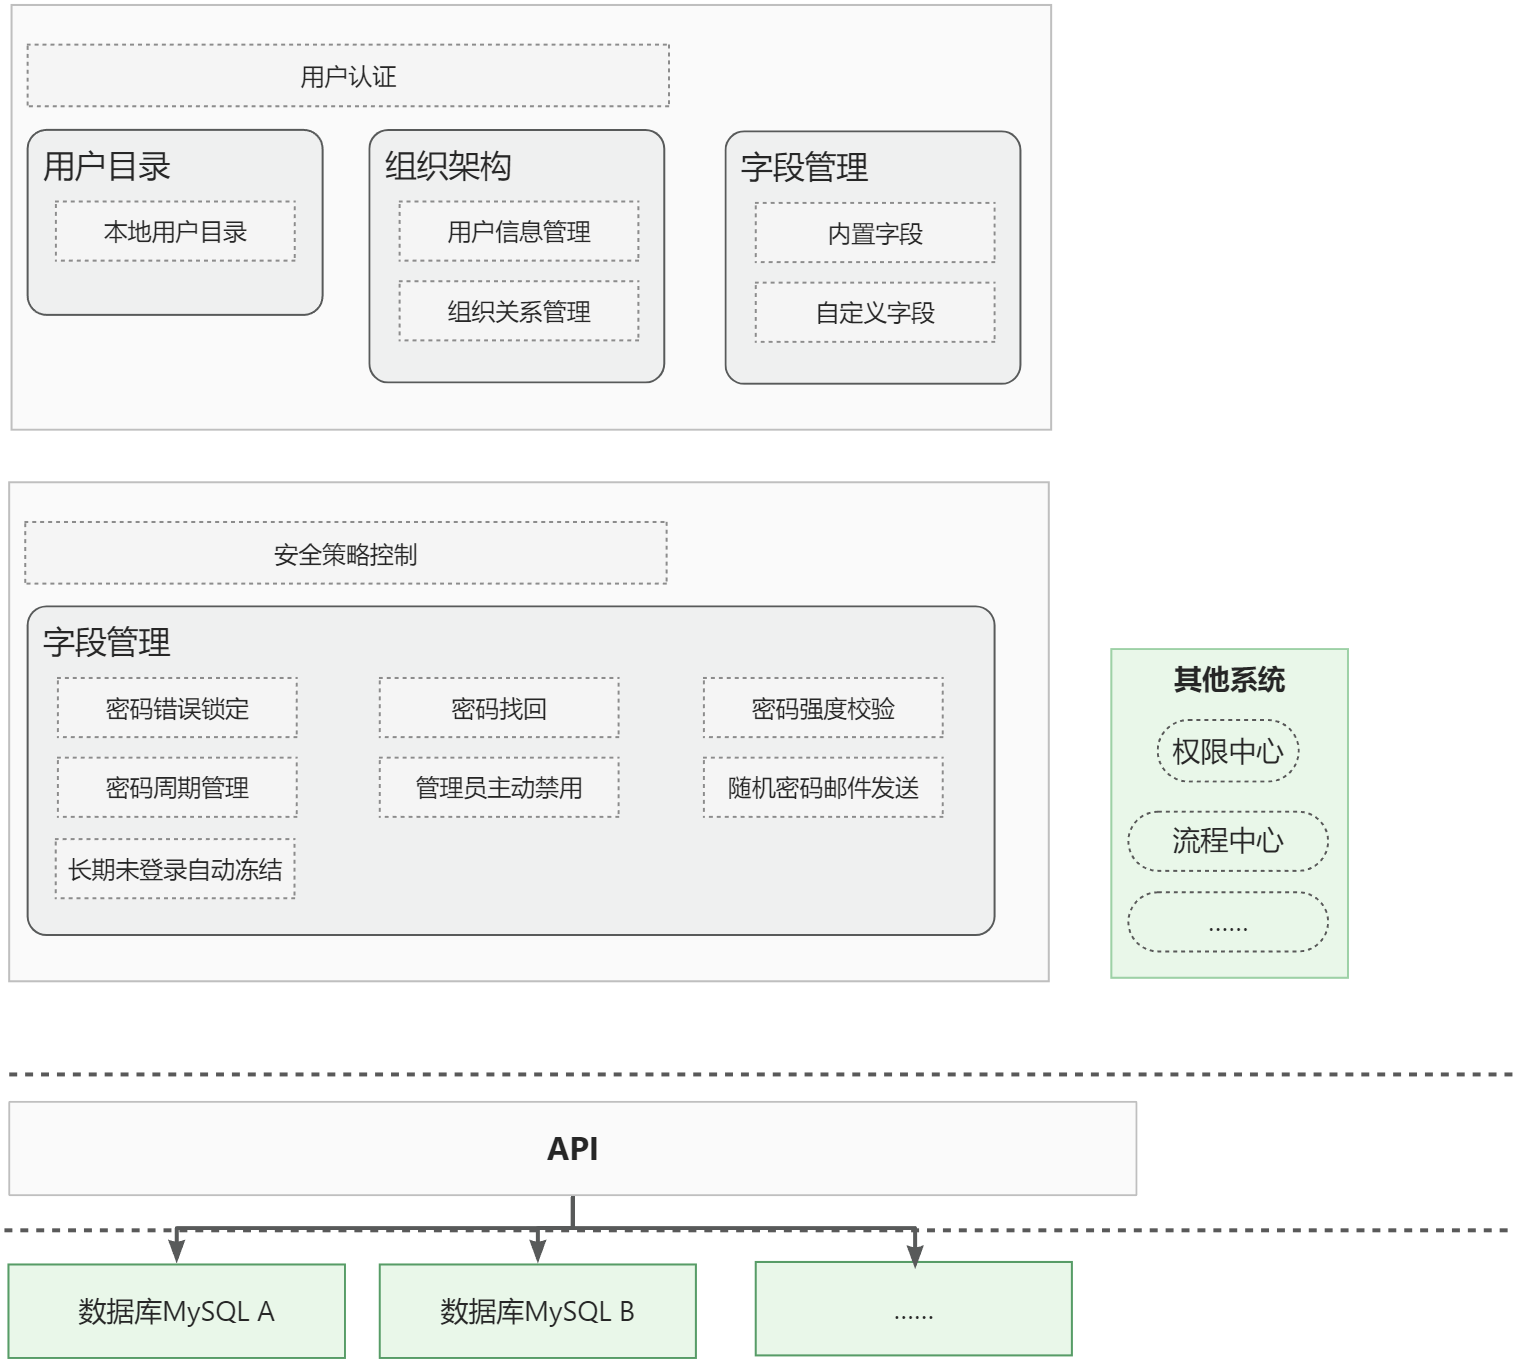 用户认证
用户目录
本地用户目录
组织架构
用户信息管理
组织关系管理
字段管理
内置字段
自定义字段
安全策略控制
字段管理
密码错误锁定
密码找回
密码强度校验
密码周期管理
管理员主动禁用
随机密码邮件发送
长期未登录自动冻结
其他系统
权限中心
流程中心
......
API
数据库MySQL A
数据库MySQL B
......